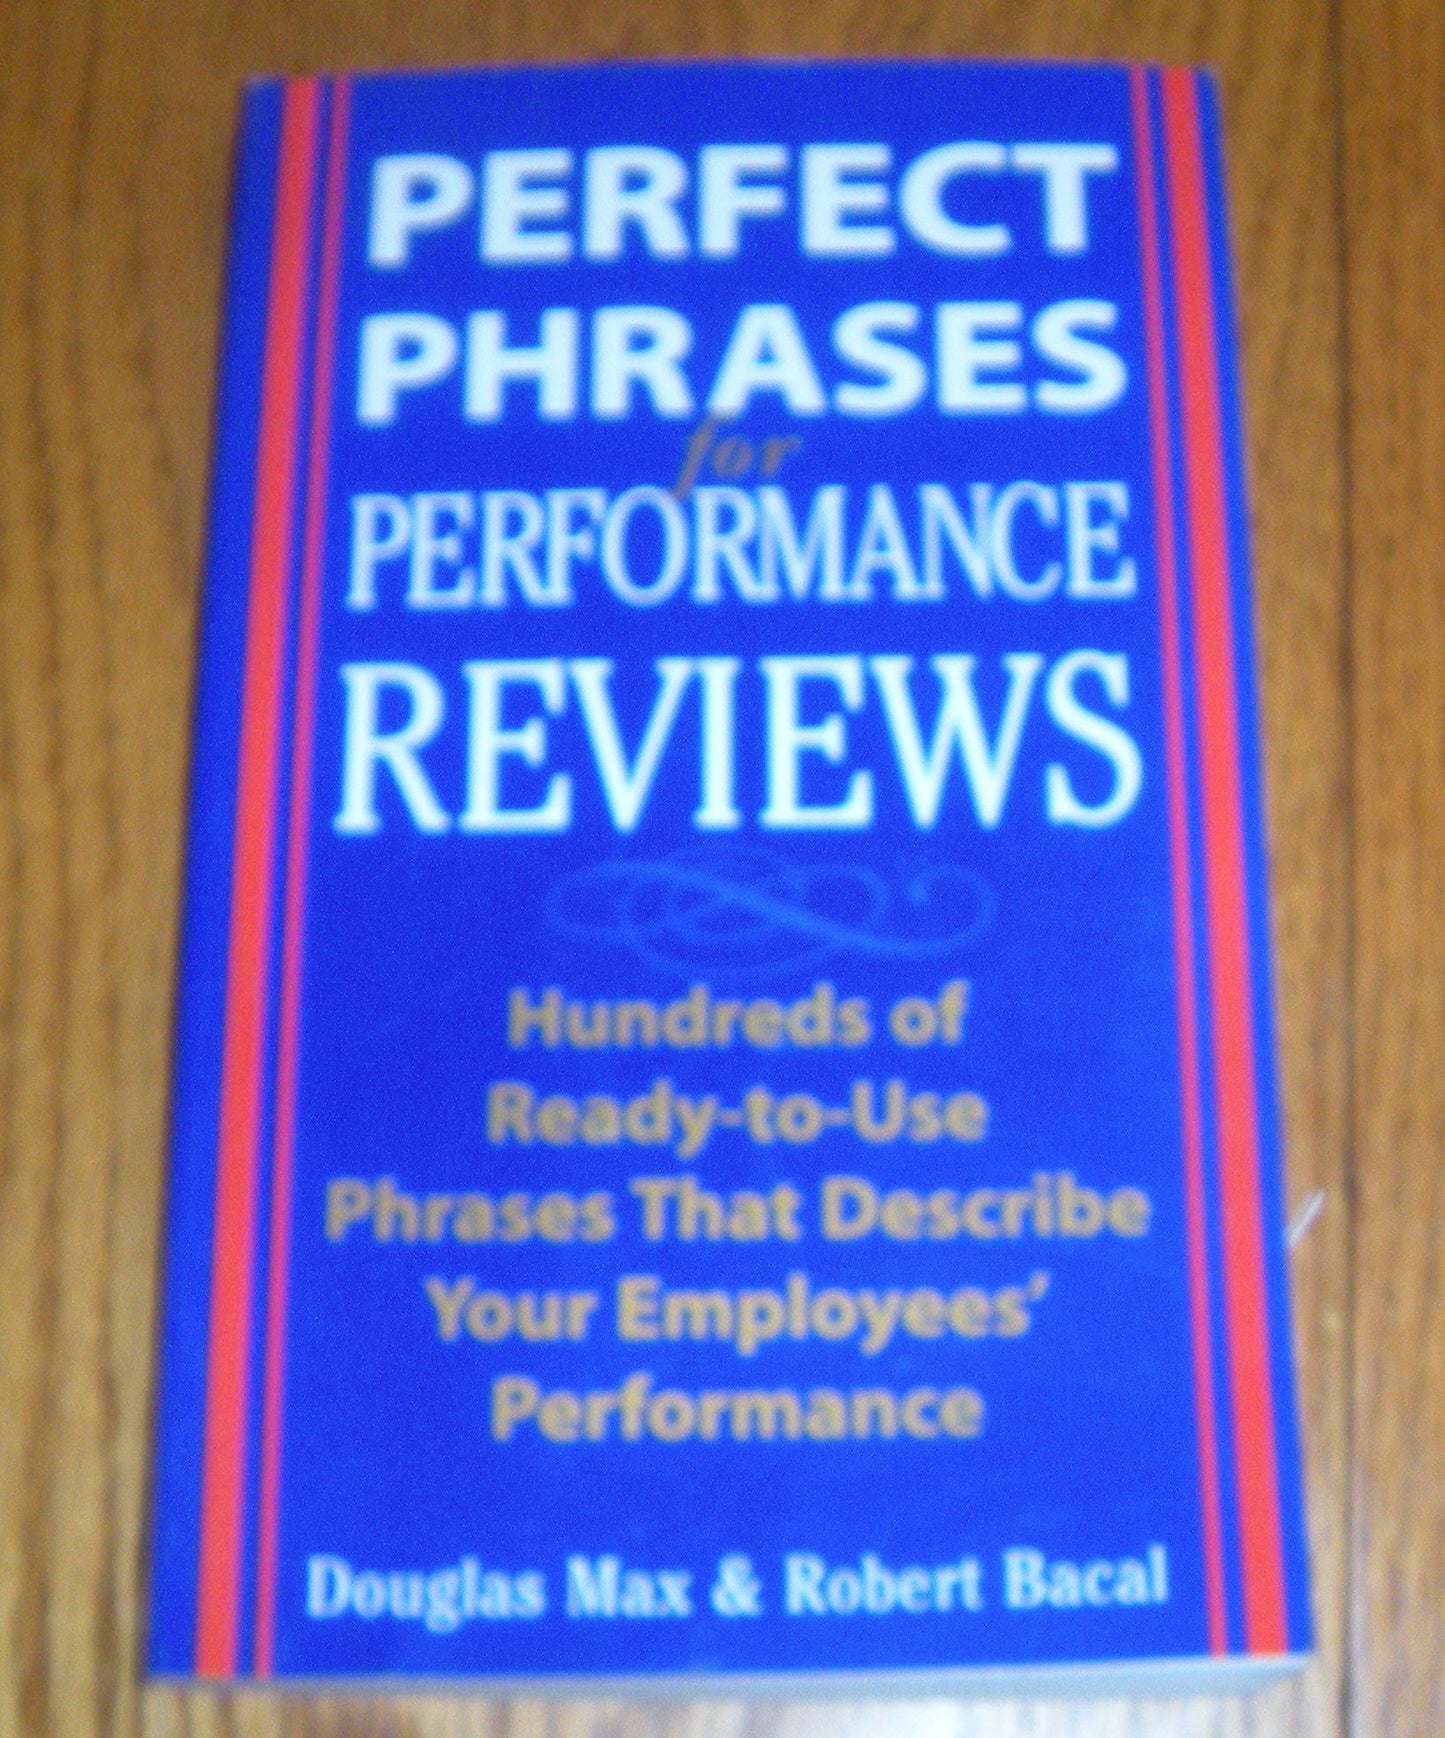 PERFECT
PHRASES
for
PERFORMANCE
REVIEWS
Hundreds of
Ready-to-Use
Phrases That Describe
Your Employees’
Performance
Douglas Max & Robert Bacal